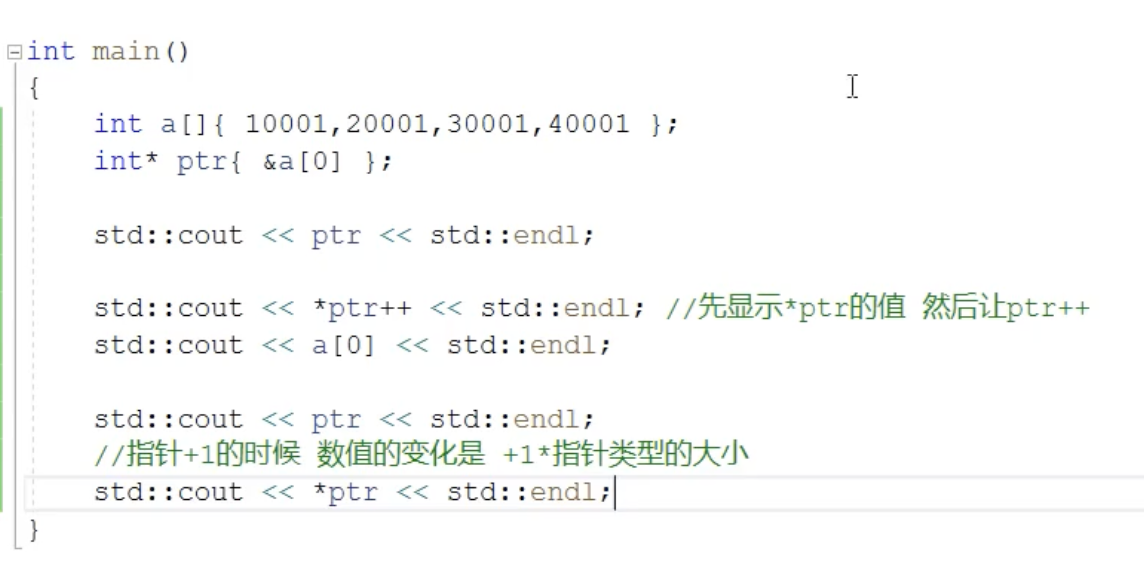 int main()
{
    int a[]{ 10001,20001,30001,40001 };
    int* ptr{ &a[0] };
    std::cout << ptr << std::endl;
    std::cout << *ptr++ << std::endl; //先显示*ptr的值 然后让ptr++
    std::cout << a[0] << std::endl;
    std::cout << ptr << std::endl;
    //指针+1的时候 数值的变化是 +1*指针类型的大小
    std::cout << *ptr << std::endl;
}